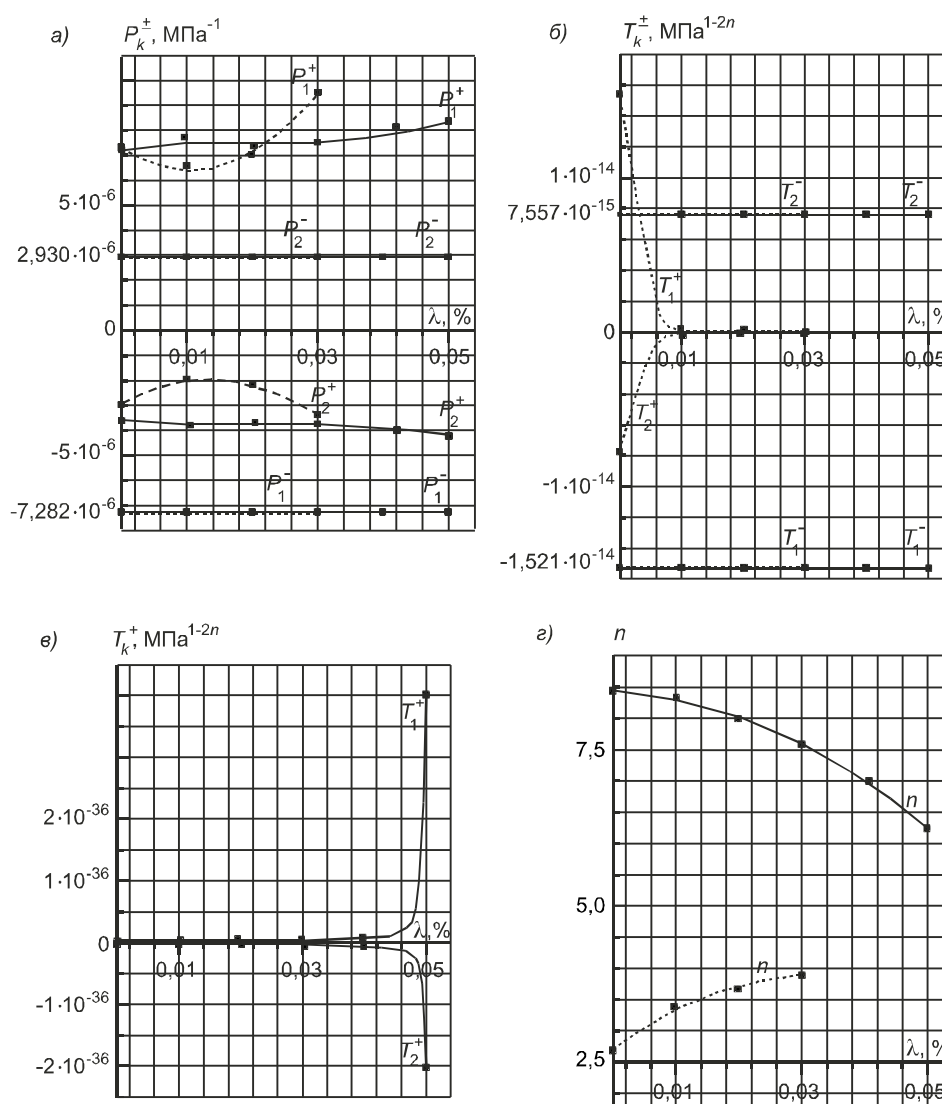 а) P_k^±, МПа^-1
P_1^+
P_1^+
5·10^-6
P_2^- P_2^-
2,930·10^-6
λ, %
0
0,01 0,03 0,05
P_2^+
P_2^+
-5·10^-6
P_1^- P_1^-
-7,282·10^-6
б) T_k^±, МПа^1-2n
1·10^-14
T_2^- T_2^-
7,557·10^-15
T_1^+
λ, %
0
0,01 0,03 0,05
T_2^+
-1·10^-14
T_1^- T_1^-
-1,521·10^-14
в) T_k^+, МПа^1-2n
T_1^+
2·10^-36
1·10^-36
λ,%
0
0,01 0,03 0,05
-1·10^-36
T_2^+
-2·10^-36
г) n
7,5
n
5,0
n
λ, %
2,5
0,01 0,03 0,05